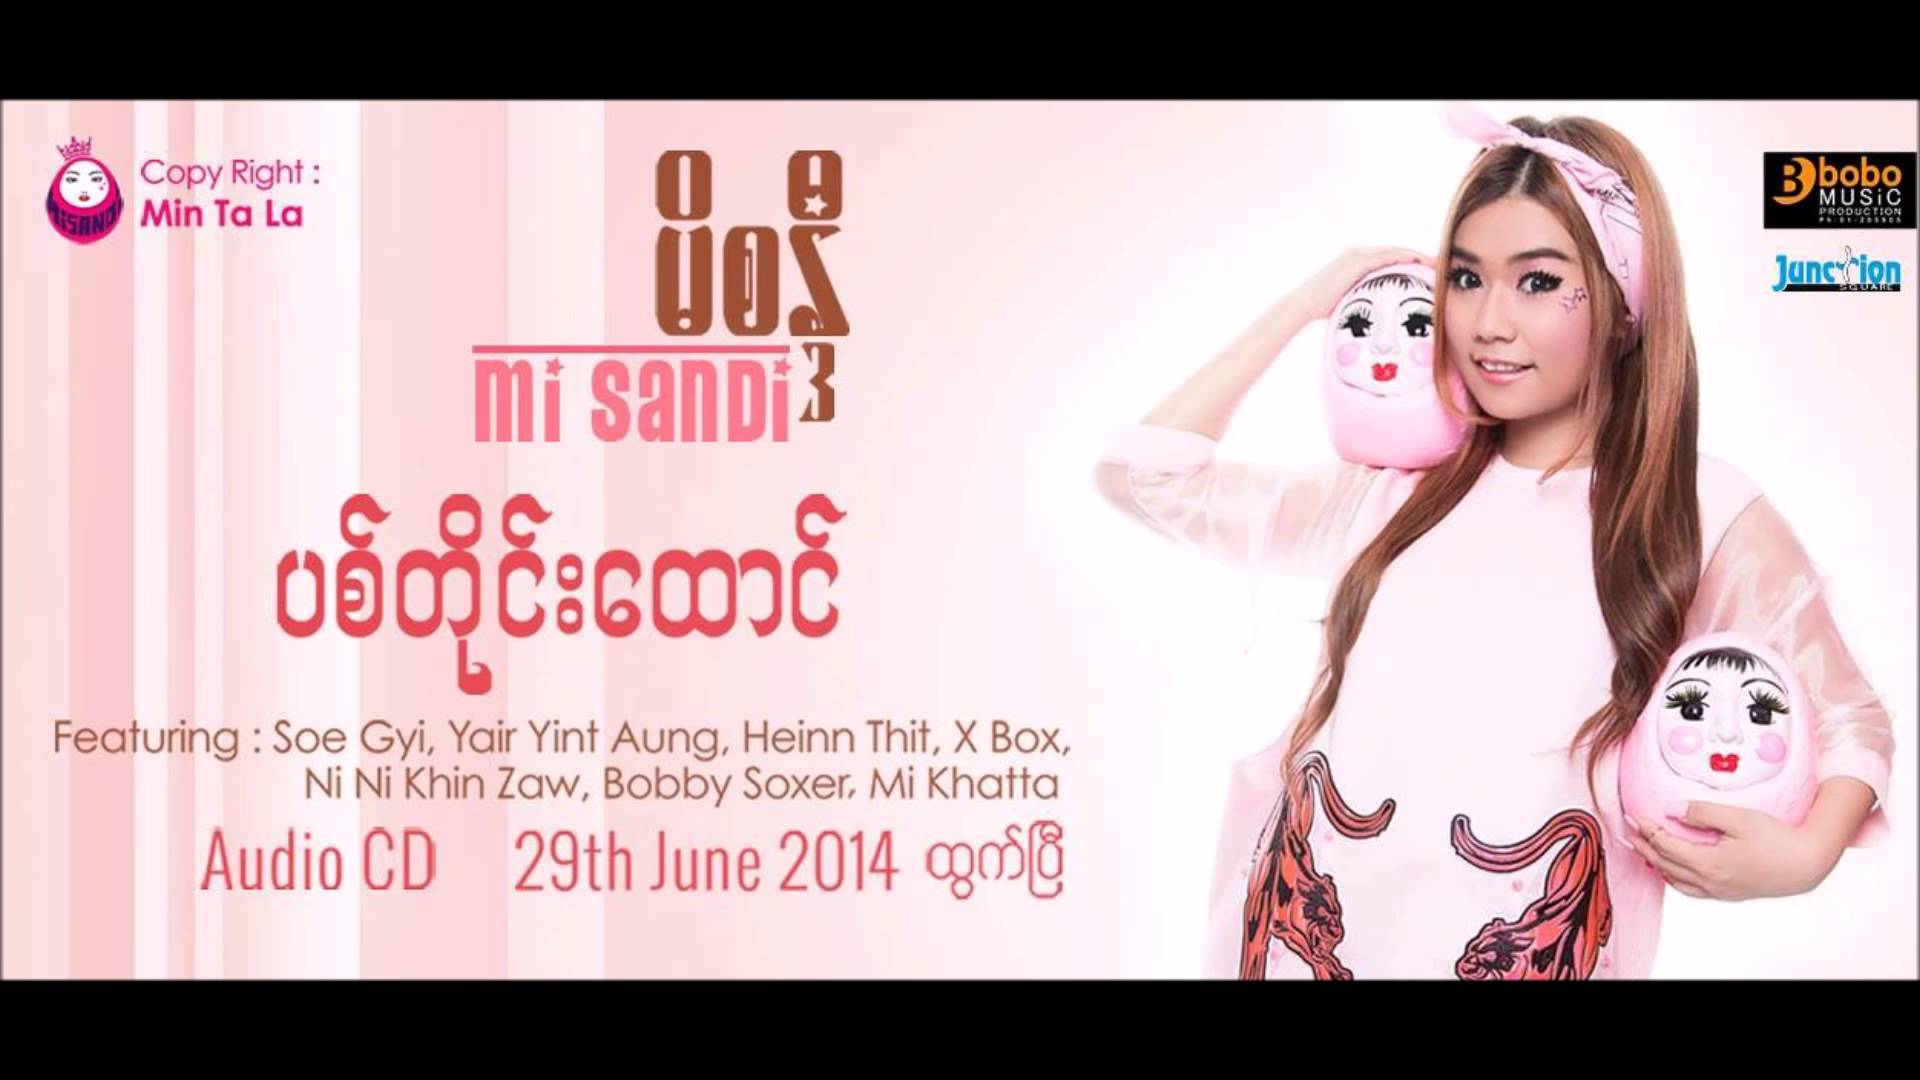 Copy Right :
Min Ta La
MiSANDi
မိစန္ဒီ
mi sandi
ပစ်တိုင်းထောင်
Featuring : Soe Gyi, Yair Yint Aung, Heinn Thit, X Box,
Ni Ni Khin Zaw, Bobby Soxer, Mi Khatta
Audio CD 29th June 2014 ထွက်ပြီ
B bobo
MUSiC
PRODUCTION
Junction
SQUARE